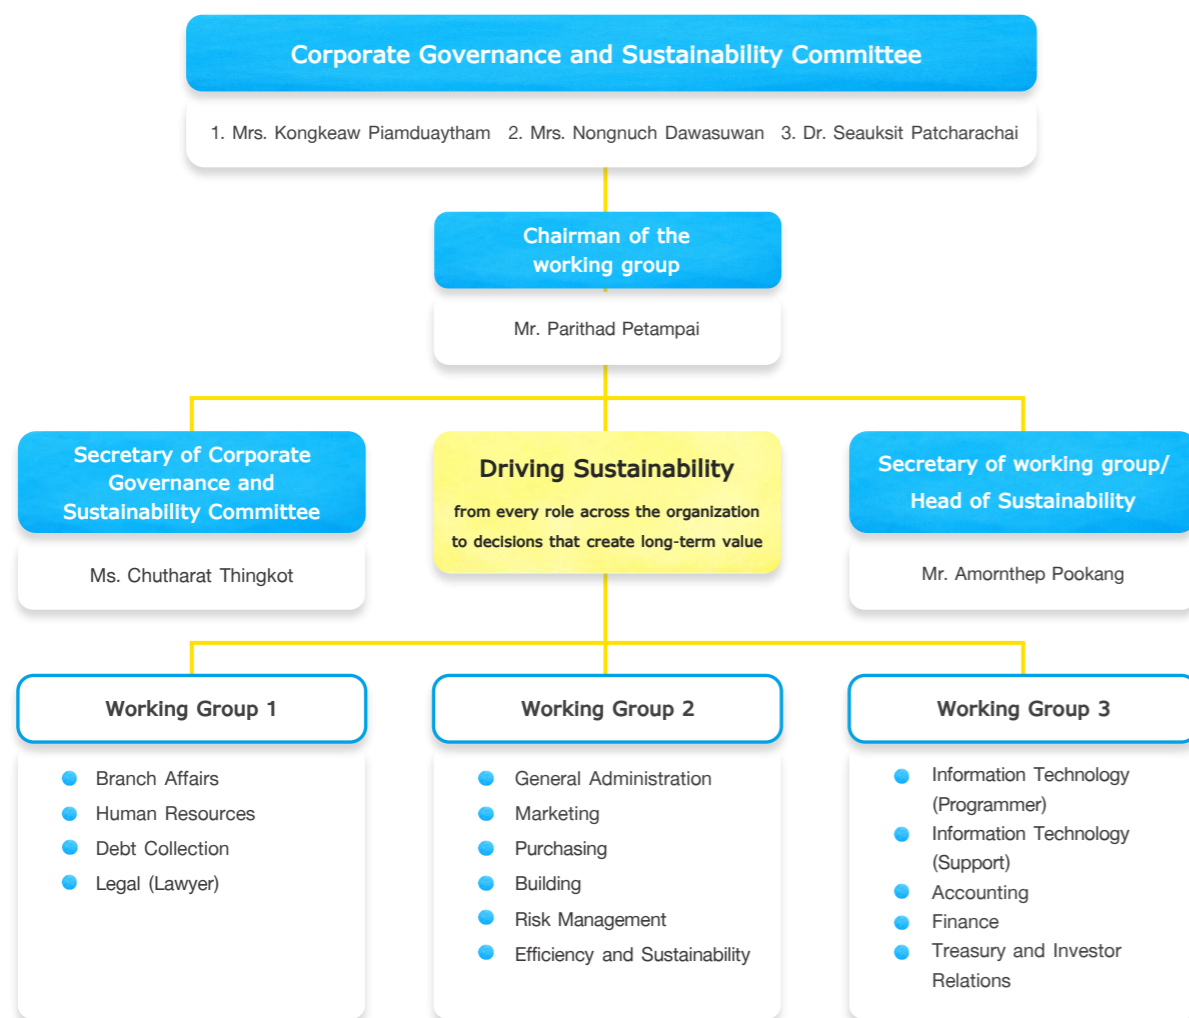 Corporate Governance and Sustainability Committee
1. Mrs. Kongkeaw Piamduaytham 2. Mrs. Nongnuch Dawasuwan 3. Dr. Seauksit Patcharachai
Chairman of the
working group
Mr. Parithad Petampai
Secretary of Corporate
Governance and
Sustainability Committee
Ms. Chutharat Thingkot
Driving Sustainability
from every role across the organization
to decisions that create long-term value
Secretary of working group/
Head of Sustainability
Mr. Amornthep Pookang
Working Group 1
Branch Affairs
Human Resources
Debt Collection
Legal (Lawyer)
Working Group 2
General Administration
Marketing
Purchasing
Building
Risk Management
Efficiency and Sustainability
Working Group 3
Information Technology
(Programmer)
Information Technology
(Support)
Accounting
Finance
Treasury and Investor
Relations